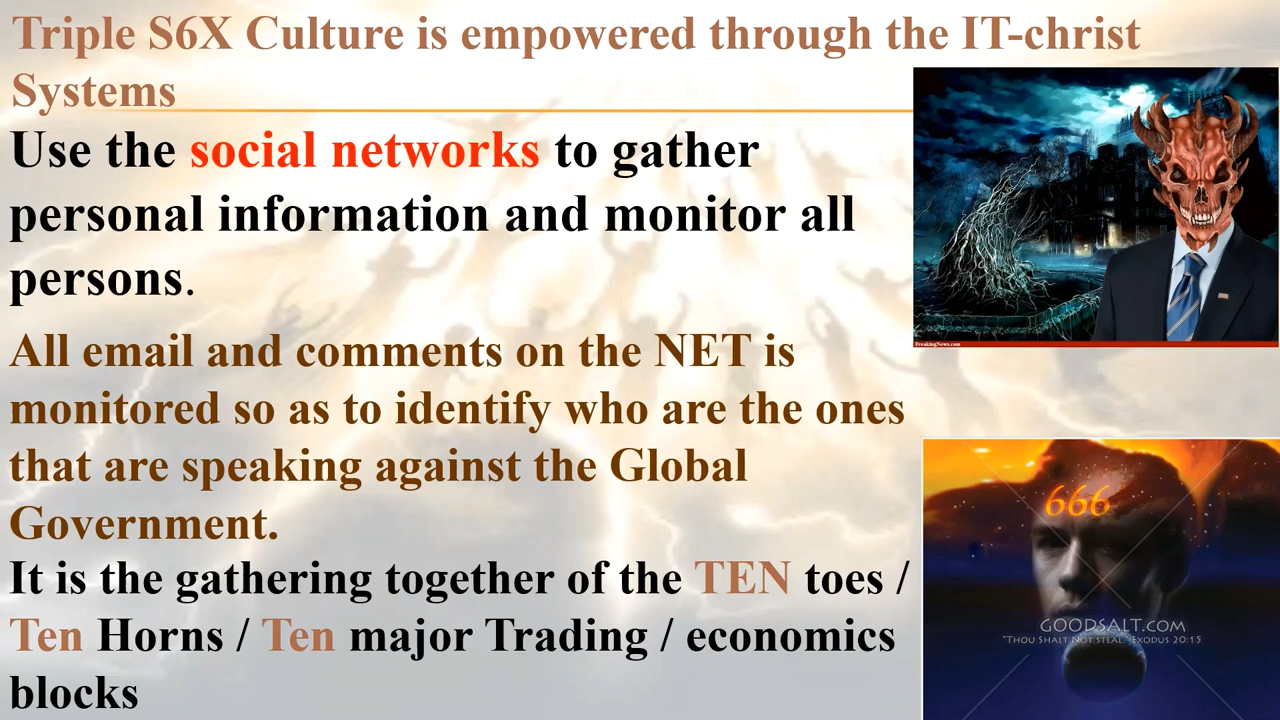 Triple S6X Culture is empowered through the IT-christ
Systems
Use the social networks to gather
personal information and monitor all
persons.
All email and comments on the NET is
monitored so as to identify who are the ones
that are speaking against the Global
Government.
It is the gathering together of the TEN toes /
Ten Horns / Ten major Trading / economics
blocks
FreakingNews.com
666
GOODSALT.COM
"THOU SHALT NOT STEAL." EXODUS 20:15